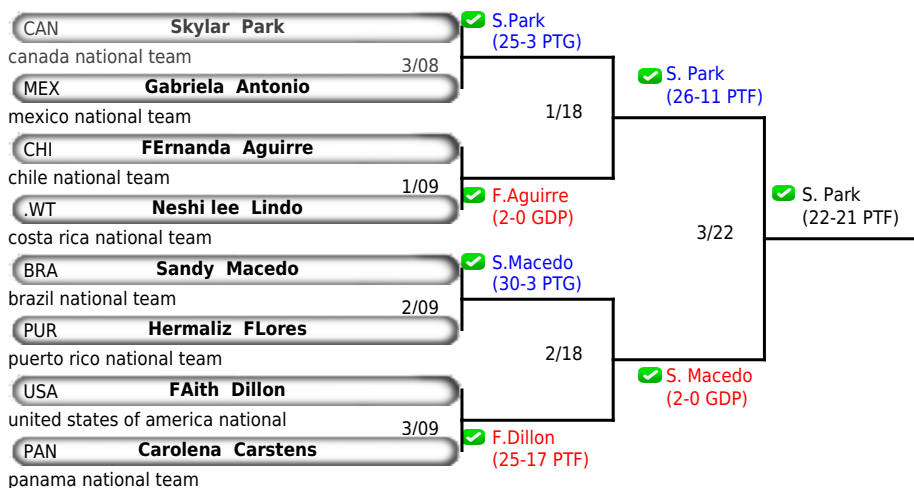 CAN Skylar Park
canada national team
3/08
MEX Gabriela Antonio
mexico national team
CHI FErnanda Aguirre
chile national team
1/09
.WT Neshi lee Lindo
costa rica national team
BRA Sandy Macedo
brazil national team
2/09
PUR Hermaliz FLores
puerto rico national team
USA FAith Dillon
united states of america national
3/09
PAN Carolena Carstens
panama national team
S.Park
(25-3 PTG)
1/18
F.Aguirre
(2-0 GDP)
S.Macedo
(30-3 PTG)
2/18
F.Dillon
(25-17 PTF)
S. Park
(26-11 PTF)
3/22
S. Macedo
(2-0 GDP)
S. Park
(22-21 PTF)